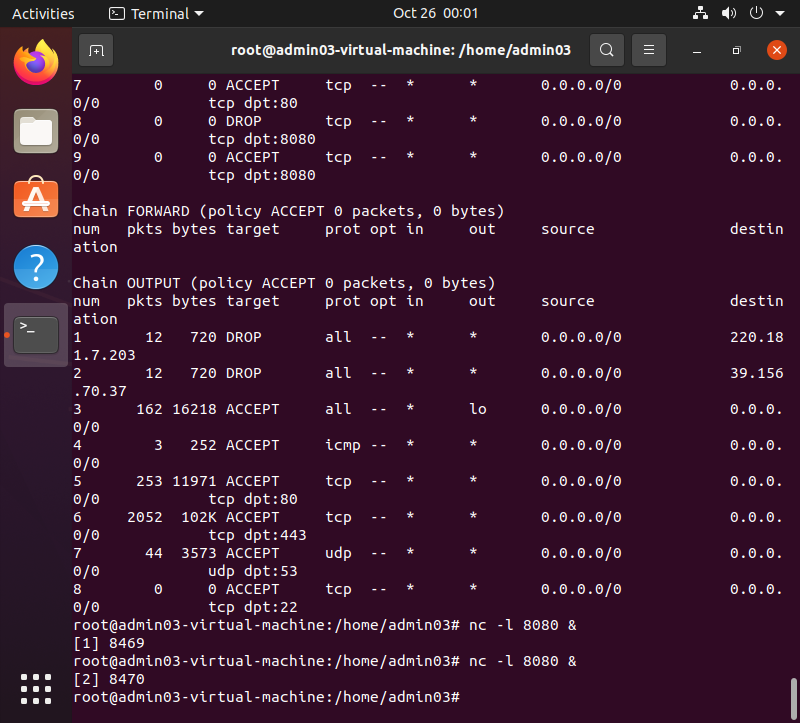 Activities Terminal Oct 26 00:01
root@admin03-virtual-machine: /home/admin03
7        0     0 ACCEPT     tcp  --  *      *       0.0.0.0/0            0.0.0.
0/0            tcp dpt:80
8        0     0 DROP       tcp  --  *      *       0.0.0.0/0            0.0.0.
0/0            tcp dpt:8080
9        0     0 ACCEPT     tcp  --  *      *       0.0.0.0/0            0.0.0.
0/0            tcp dpt:8080
Chain FORWARD (policy ACCEPT 0 packets, 0 bytes)
num   pkts bytes target     prot opt in     out     source               destin
ation
Chain OUTPUT (policy ACCEPT 0 packets, 0 bytes)
num   pkts bytes target     prot opt in     out     source               destin
ation
1       12   720 DROP       all  --  *      *       0.0.0.0/0            220.18
1.7.203
2       12   720 DROP       all  --  *      *       0.0.0.0/0            39.156
.70.37
3      162 16218 ACCEPT     all  --  *      lo      0.0.0.0/0            0.0.0.
0/0
4        3   252 ACCEPT     icmp --  *      *       0.0.0.0/0            0.0.0.
0/0
5      253 11971 ACCEPT     tcp  --  *      *       0.0.0.0/0            0.0.0.
0/0            tcp dpt:80
6     2052  102K ACCEPT     tcp  --  *      *       0.0.0.0/0            0.0.0.
0/0            tcp dpt:443
7       44  3573 ACCEPT     udp  --  *      *       0.0.0.0/0            0.0.0.
0/0            udp dpt:53
8        0     0 ACCEPT     tcp  --  *      *       0.0.0.0/0            0.0.0.
0/0            tcp dpt:22
root@admin03-virtual-machine:/home/admin03# nc -l 8080 &
[1] 8469
root@admin03-virtual-machine:/home/admin03# nc -l 8080 &
[2] 8470
root@admin03-virtual-machine:/home/admin03#